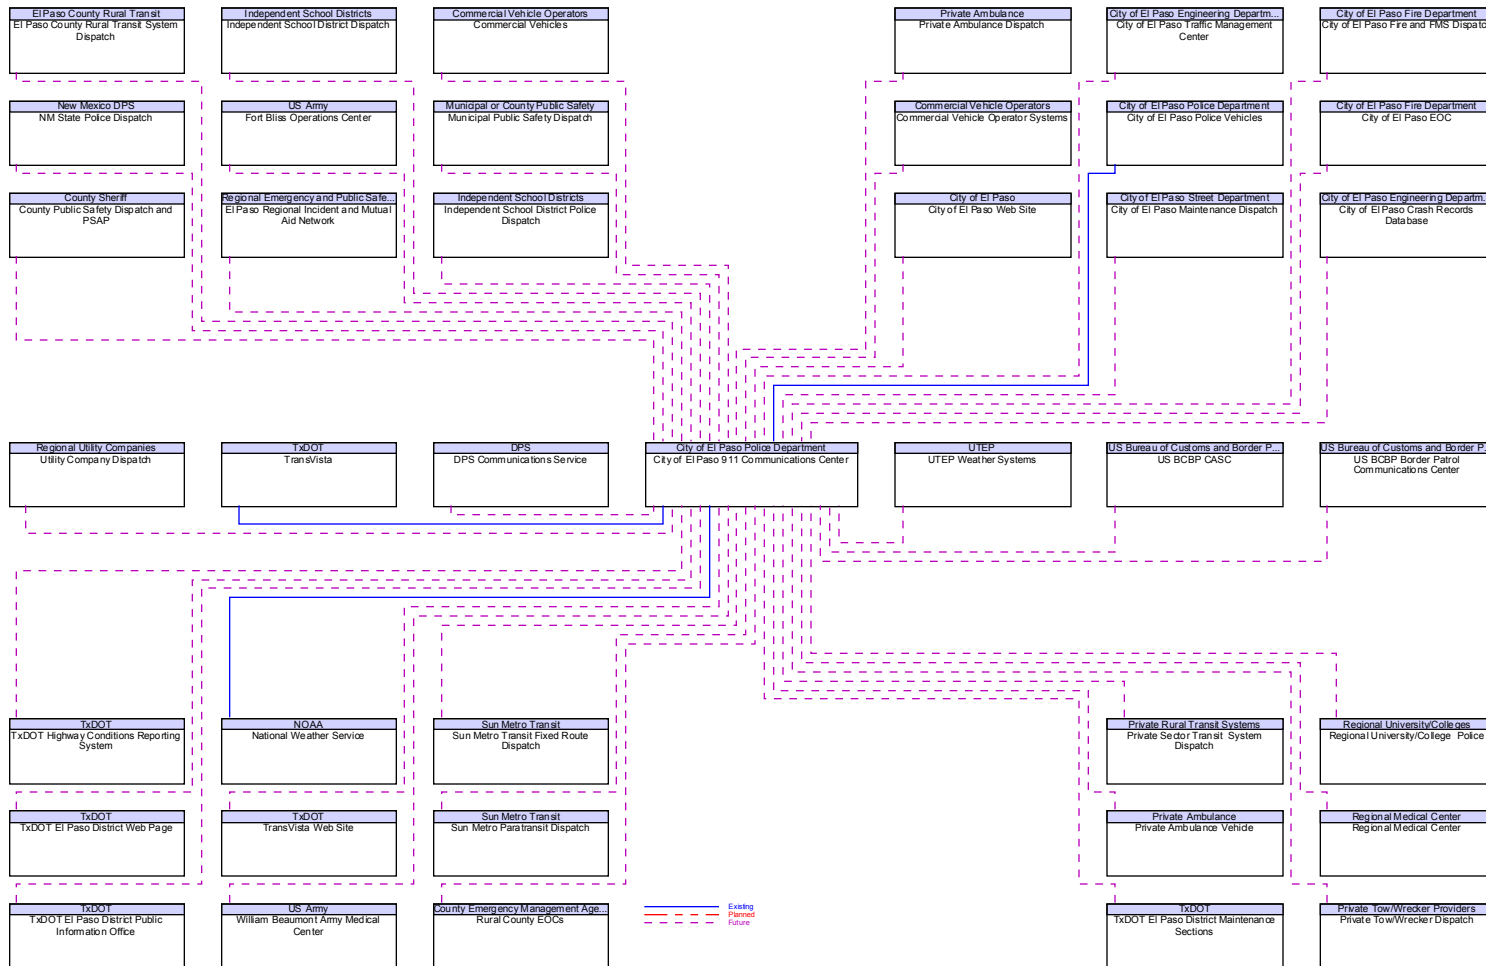 El Paso County Rural Transit
El Paso County Rural Transit System
Dispatch
Independent School Districts
Independent School District Dispatch
Commercial Vehicle Operators
Commercial Vehicles
Private Ambulance
Private Ambulance Dispatch
City of El Paso Engineering Departm...
City of El Paso Traffic Management
Center
City of El Paso Fire Department
City of El Paso Fire and FMS Dispatc
New Mexico DPS
NM State Police Dispatch
US Army
Fort Bliss Operations Center
Municipal or County Public Safety
Municipal Public Safety Dispatch
Commercial Vehicle Operators
Commercial Vehicle Operator Systems
City of El Paso Police Department
City of El Paso Police Vehicles
City of El Paso Fire Department
City of El Paso EOC
County Sheriff
County Public Safety Dispatch and
PSAP
Regional Emergency and Public Safe...
El Paso Regional Incident and Mutual
Aid Network
Independent School Districts
Independent School District Police
Dispatch
City of El Paso
City of El Paso Web Site
City of El Paso Street Department
City of El Paso Maintenance Dispatch
City of El Paso Engineering Departm.
City of El Paso Crash Records
Database
Regional Utility Companies
Utility Company Dispatch
TxDOT
TransVista
DPS
DPS Communications Service
City of El Paso Police Department
City of El Paso 911 Communications Center
UTEP
UTEP Weather Systems
US Bureau of Customs and Border P...
US BCBP CASC
US Bureau of Customs and Border P.
US BCBP Border Patrol
Communications Center
TxDOT
TxDOT Highway Conditions Reporting
System
NOAA
National Weather Service
Sun Metro Transit
Sun Metro Transit Fixed Route
Dispatch
Private Rural Transit Systems
Private Sector Transit System
Dispatch
Regional University/Colleges
Regional University/College Police
TxDOT
TxDOT El Paso District Web Page
TxDOT
TransVista Web Site
Sun Metro Transit
Sun Metro Paratransit Dispatch
Private Ambulance
Private Ambulance Vehicle
Regional Medical Center
Regional Medical Center
TxDOT
TxDOT El Paso District Public
Information Office
US Army
William Beaumont Army Medical
Center
County Emergency Management Age...
Rural County EOCs
Existing
Planned
Future
TxDOT
TxDOT El Paso District Maintenance
Sections
Private Tow/Wrecker Providers
Private Tow/Wrecker Dispatch